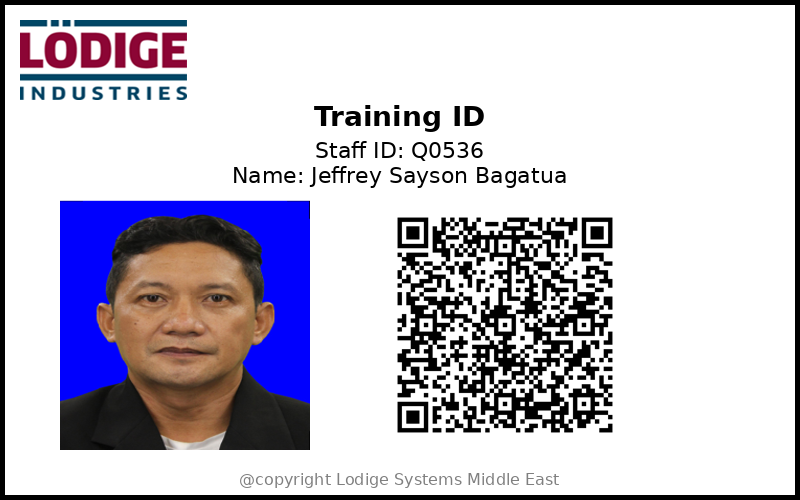 LÖDIGE
INDUSTRIES
Training ID
Staff ID: Q0536
Name: Jeffrey Sayson Bagatua
@copyright Lodige Systems Middle East